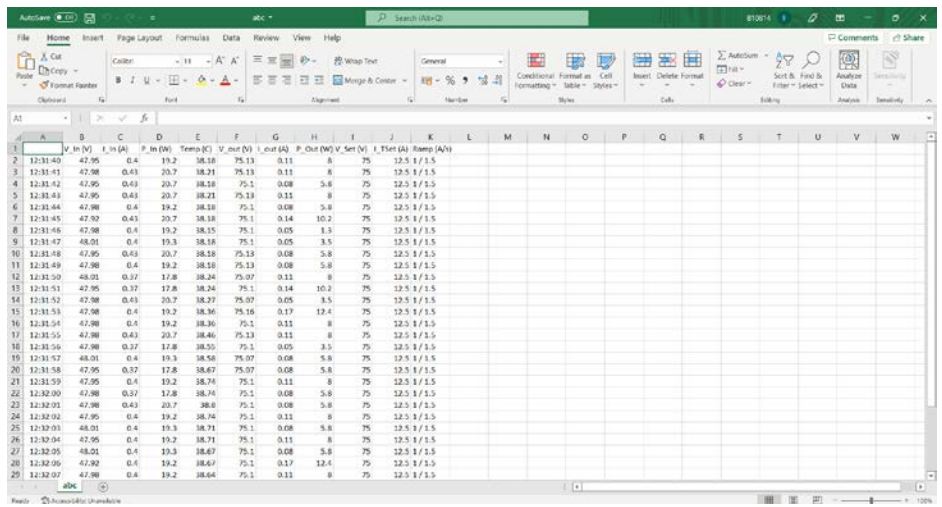 AutoSave Off abc Search (Alt+Q) B10814
File Home Insert Page Layout Formulas Data Review View Help Comments Share
Paste Cut Copy Format Painter Calibri 11 Wrap Text Merge & Center General Conditional Formatting Format as Table Cell Styles Insert Delete Format AutoSum Fill Clear Sort & Filter Find & Select Analyze Data Sensitivity
Clipboard Font Alignment Number Styles Cells Editing Analysis Sensitivity
A1 fx
A B C D E F G H I J K L M N O P Q R S T U V W
1 V_In (V) I_In (A) P_In (W) Temp (C) V_out (V) I_out (A) P_Out (W) V_Set (V) I_TSet (A) Ramp (A/s)
2 12:31:40 47.95 0.4 19.2 38.18 75.13 0.11 8 75 12.5 1 / 1.5
3 12:31:41 47.98 0.43 20.7 38.21 75.13 0.11 8 75 12.5 1 / 1.5
4 12:31:42 47.95 0.43 20.7 38.18 75.1 0.08 5.8 75 12.5 1 / 1.5
5 12:31:43 47.95 0.43 20.7 38.21 75.13 0.11 8 75 12.5 1 / 1.5
6 12:31:44 47.98 0.4 19.2 38.18 75.1 0.08 5.8 75 12.5 1 / 1.5
7 12:31:45 47.92 0.43 20.7 38.18 75.1 0.14 10.2 75 12.5 1 / 1.5
8 12:31:46 47.98 0.4 19.2 38.15 75.1 0.05 1.3 75 12.5 1 / 1.5
9 12:31:47 48.01 0.4 19.3 38.18 75.1 0.05 3.5 75 12.5 1 / 1.5
10 12:31:48 47.95 0.43 20.7 38.18 75.13 0.08 5.8 75 12.5 1 / 1.5
11 12:31:49 47.98 0.4 19.2 38.18 75.13 0.08 5.8 75 12.5 1 / 1.5
12 12:31:50 48.01 0.37 17.8 38.24 75.07 0.11 8 75 12.5 1 / 1.5
13 12:31:51 47.95 0.37 17.8 38.24 75.1 0.14 10.2 75 12.5 1 / 1.5
14 12:31:52 47.98 0.43 20.7 38.27 75.07 0.05 3.5 75 12.5 1 / 1.5
15 12:31:53 47.98 0.4 19.2 38.36 75.16 0.17 12.4 75 12.5 1 / 1.5
16 12:31:54 47.98 0.4 19.2 38.36 75.1 0.11 8 75 12.5 1 / 1.5
17 12:31:55 47.98 0.43 20.7 38.46 75.13 0.11 8 75 12.5 1 / 1.5
18 12:31:56 47.98 0.37 17.8 38.55 75.1 0.05 3.5 75 12.5 1 / 1.5
19 12:31:57 48.01 0.4 19.3 38.58 75.07 0.08 5.8 75 12.5 1 / 1.5
20 12:31:58 47.95 0.37 17.8 38.67 75.07 0.08 5.8 75 12.5 1 / 1.5
21 12:31:59 47.95 0.4 19.2 38.74 75.1 0.11 8 75 12.5 1 / 1.5
22 12:32:00 47.98 0.37 17.8 38.74 75.1 0.08 5.8 75 12.5 1 / 1.5
23 12:32:01 47.98 0.43 20.7 38.8 75.1 0.08 5.8 75 12.5 1 / 1.5
24 12:32:02 47.95 0.4 19.2 38.74 75.1 0.11 8 75 12.5 1 / 1.5
25 12:32:03 48.01 0.4 19.3 38.71 75.1 0.08 5.8 75 12.5 1 / 1.5
26 12:32:04 47.95 0.4 19.2 38.71 75.1 0.11 8 75 12.5 1 / 1.5
27 12:32:05 48.01 0.4 19.3 38.67 75.1 0.08 5.8 75 12.5 1 / 1.5
28 12:32:06 47.92 0.4 19.2 38.67 75.1 0.17 12.4 75 12.5 1 / 1.5
29 12:32:07 47.98 0.4 19.2 38.64 75.1 0.11 8 75 12.5 1 / 1.5
abc
Ready Accessibility: Unavailable 100%